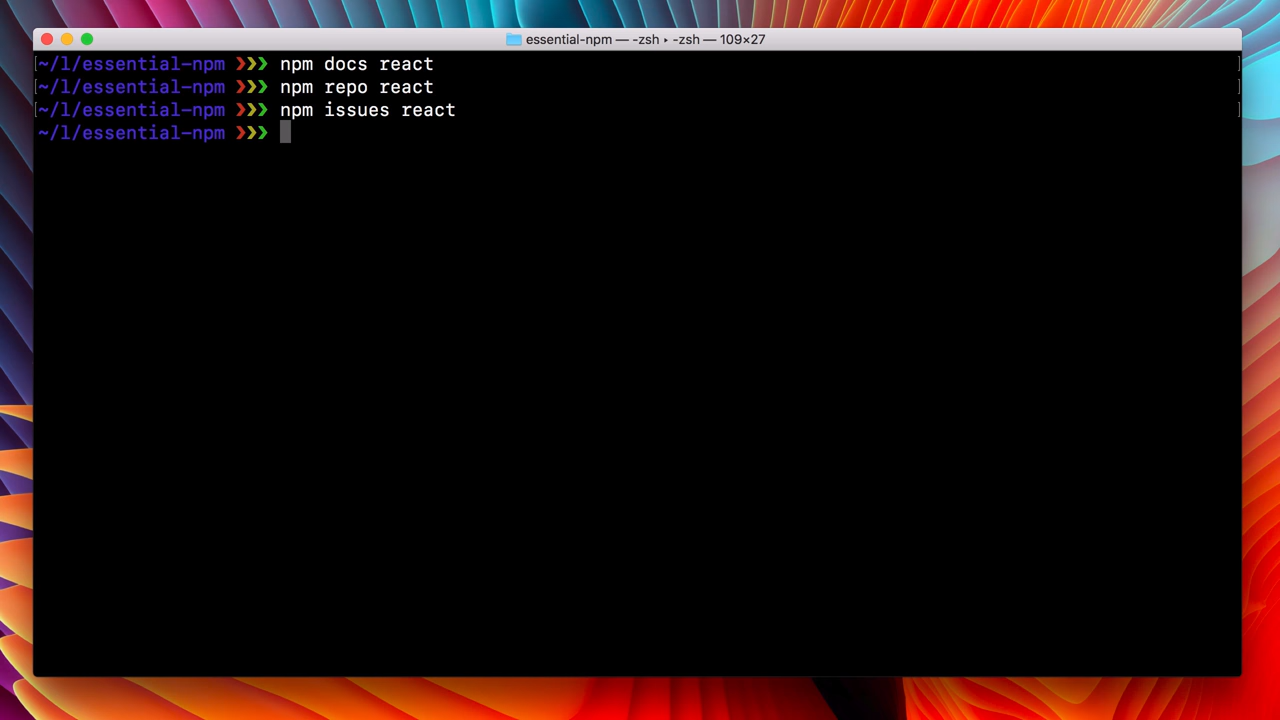 essential-npm — -zsh ▸ -zsh — 109×27
~/l/essential-npm ❯❯❯ npm docs react
~/l/essential-npm ❯❯❯ npm repo react
~/l/essential-npm ❯❯❯ npm issues react
~/l/essential-npm ❯❯❯